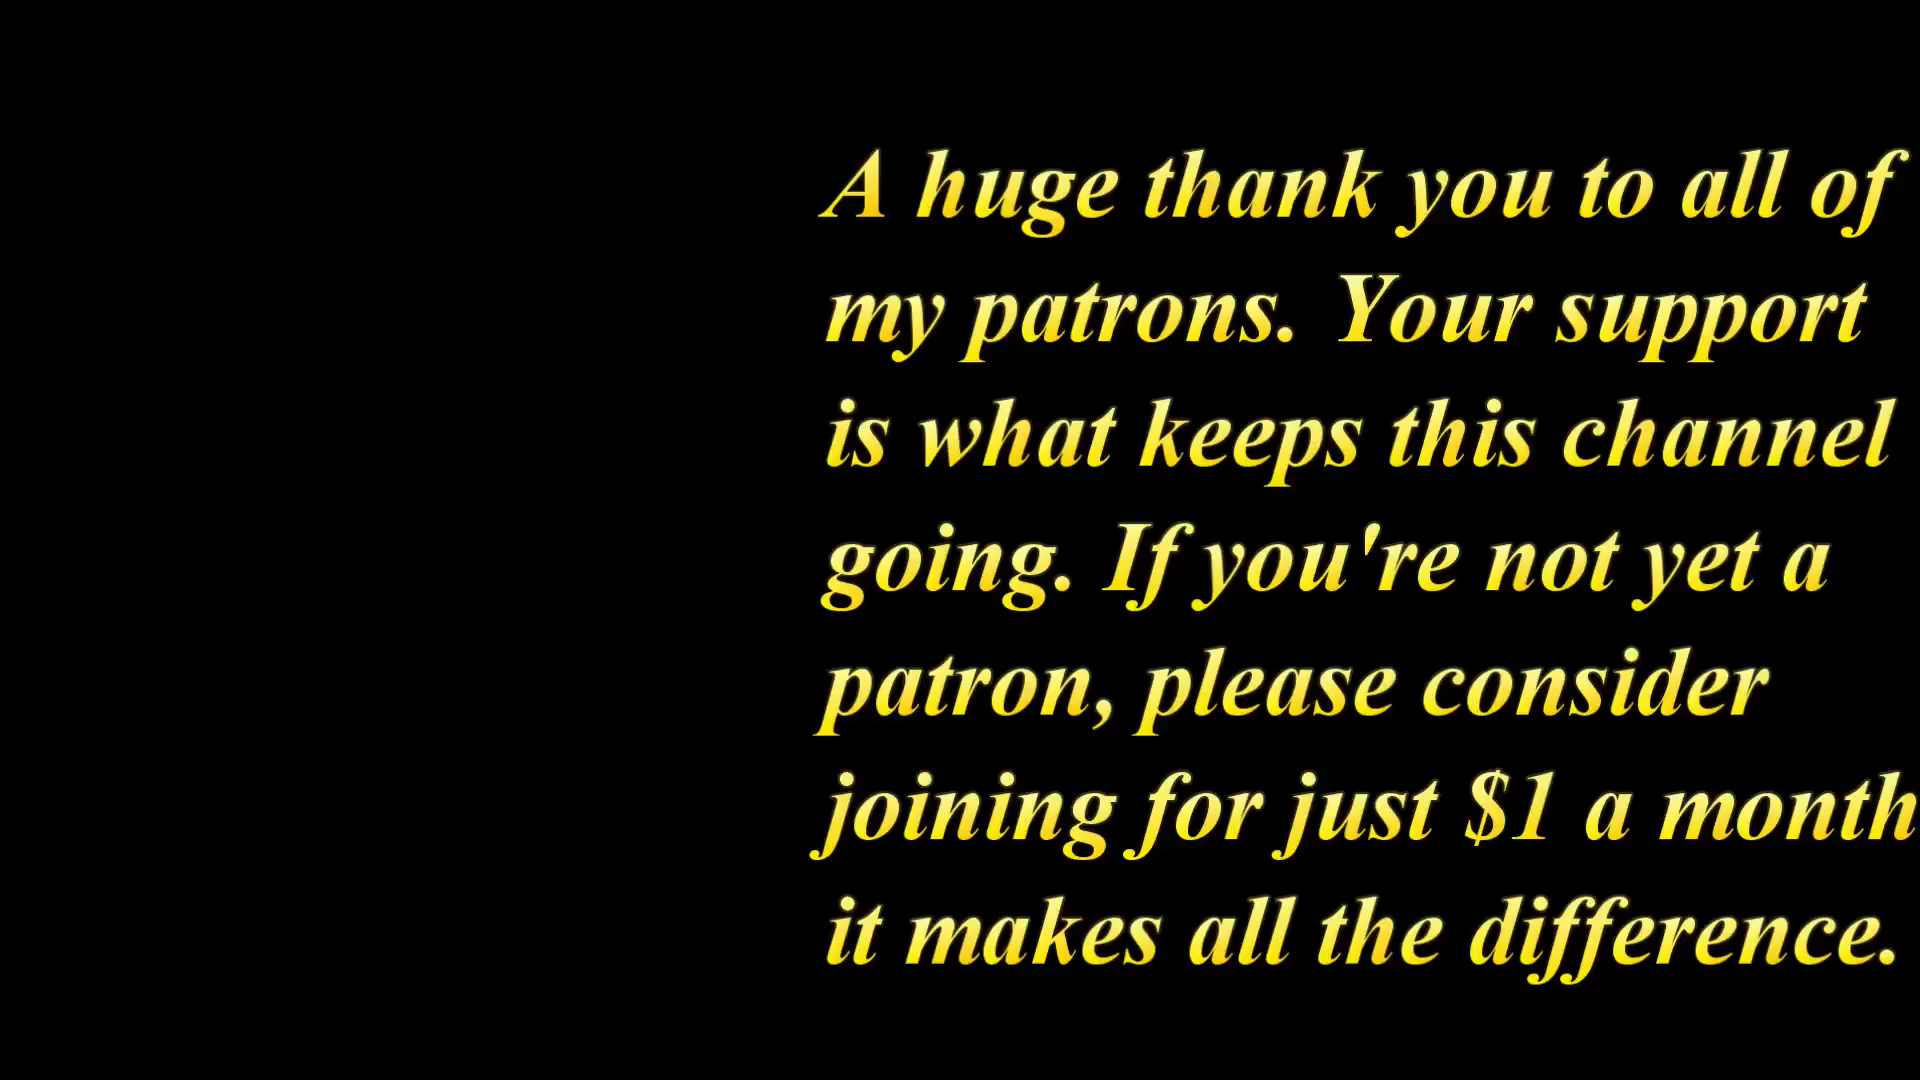 A huge thank you to all of
my patrons. Your support
is what keeps this channel
going. If you're not yet a
patron, please consider
joining for just $1 a month
it makes all the difference.